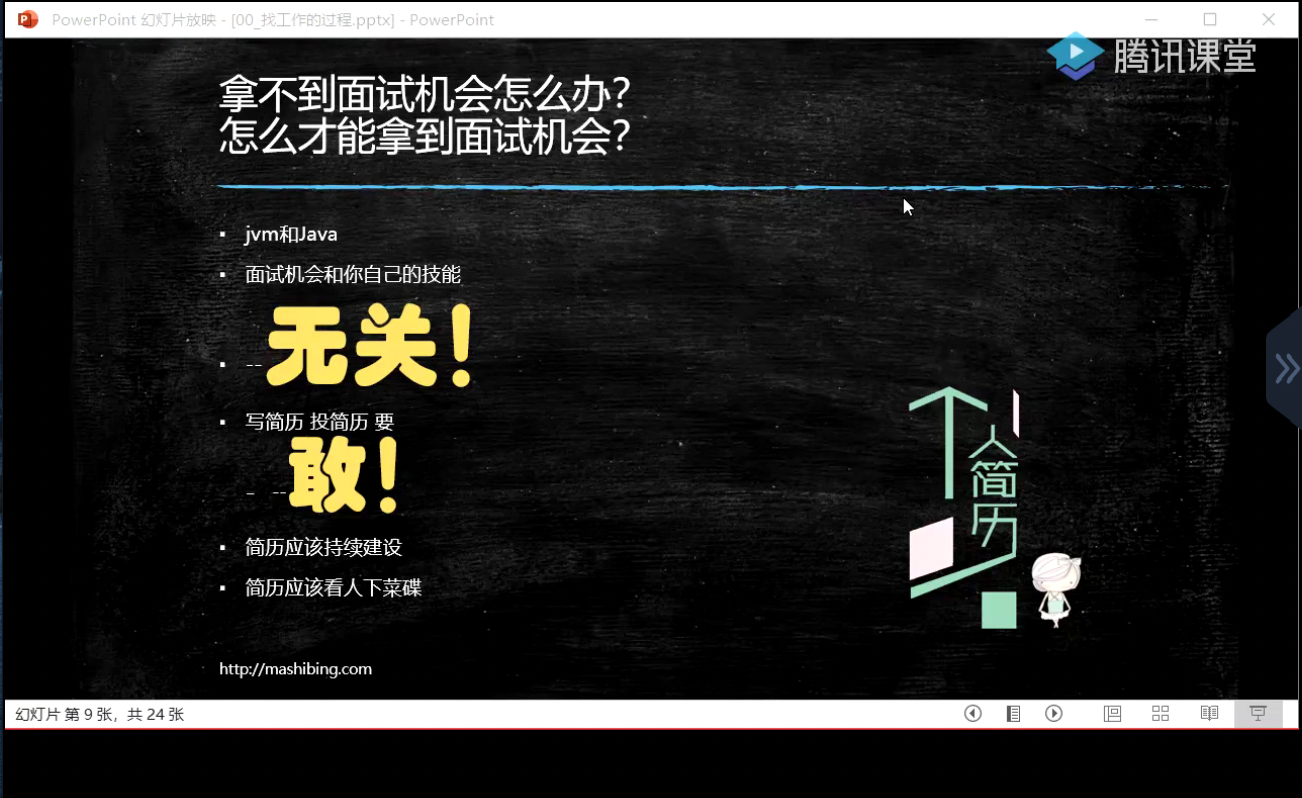 PowerPoint 幻灯片放映 - [00_找工作的过程.pptx] - PowerPoint
腾讯课堂
拿不到面试机会怎么办?
怎么才能拿到面试机会?
▪ jvm和Java
▪ 面试机会和你自己的技能
▪ --无关!
▪ 写简历 投简历 要
– --敢!
▪ 简历应该持续建设
▪ 简历应该看人下菜碟
个人简历
http://mashibing.com
幻灯片 第 9 张，共 24 张